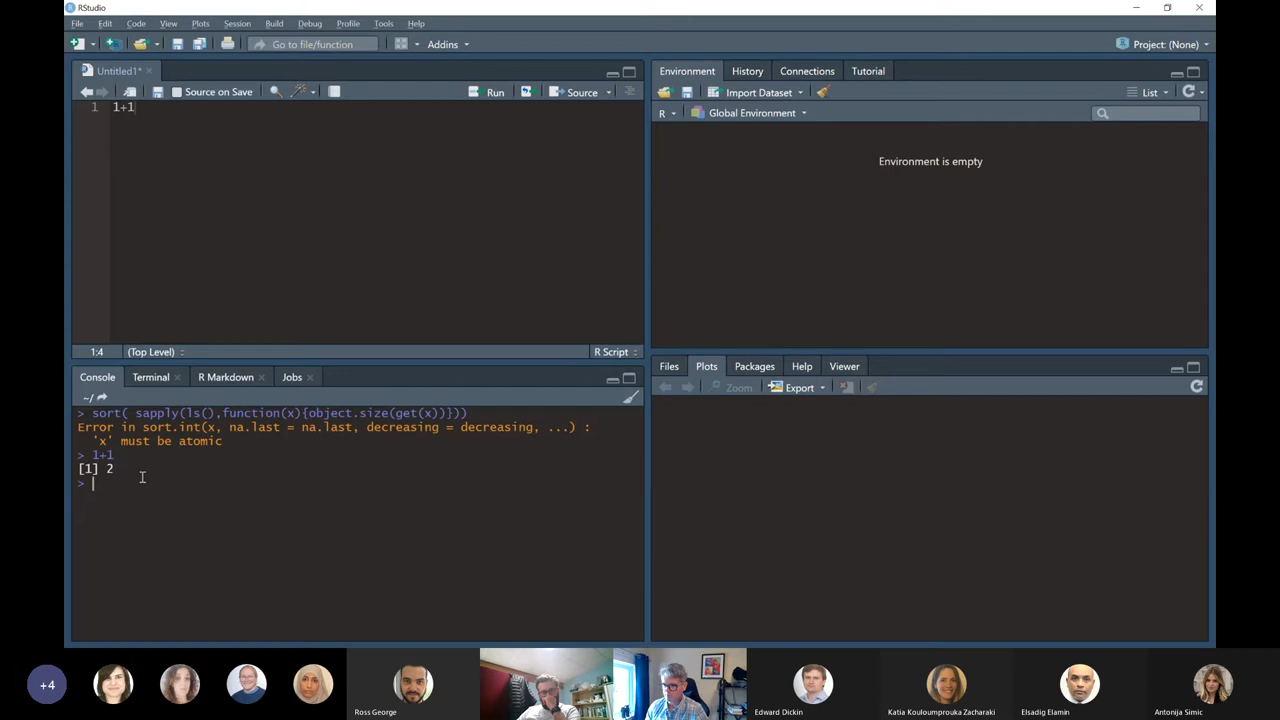 RStudio
File Edit Code View Plots Session Build Debug Profile Tools Help
Go to file/function Addins Project: (None)
Untitled1*
Source on Save Run Source
1 1+1
1:4 (Top Level) R Script
Console Terminal R Markdown Jobs
~/
> sort( sapply(ls(),function(x){object.size(get(x))}))
Error in sort.int(x, na.last = na.last, decreasing = decreasing, ...) :
'x' must be atomic
> 1+1
[1] 2
>
Environment History Connections Tutorial
Import Dataset List
R Global Environment
Environment is empty
Files Plots Packages Help Viewer
Zoom Export
+4
Ross George
Edward Dickin
Katia Kouloumprouka Zacharaki
Elsadig Elamin
Antonija Simic